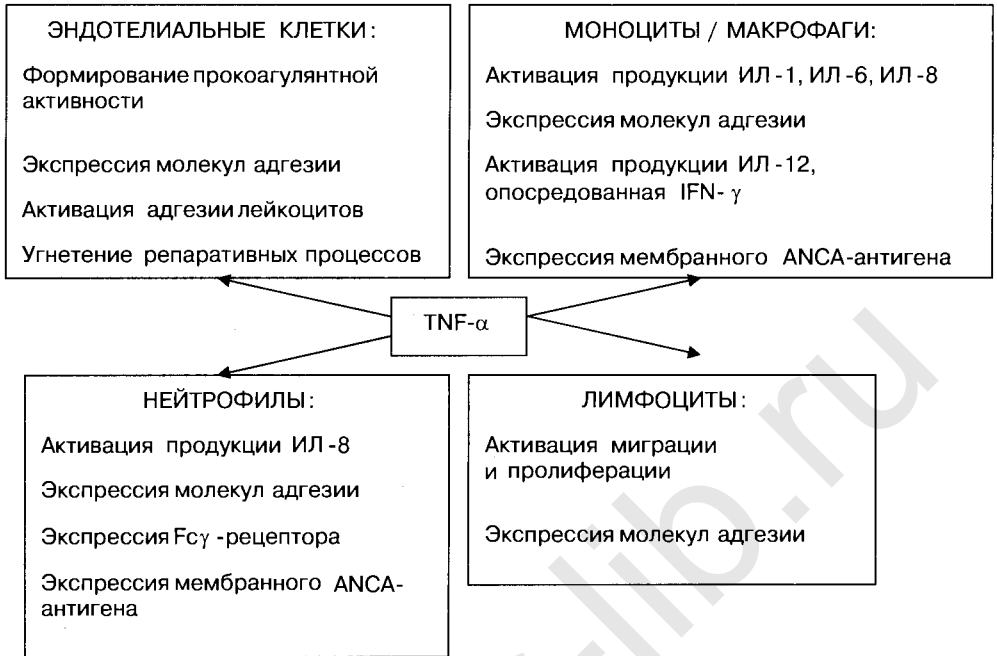 ЭНДОТЕЛИАЛЬНЫЕ КЛЕТКИ:
Формирование прокоагулянтной
активности
Экспрессия молекул адгезии
Активация адгезии лейкоцитов
Угнетение репаративных процессов
МОНОЦИТЫ / МАКРОФАГИ:
Активация продукции ИЛ-1, ИЛ-6, ИЛ-8
Экспрессия молекул адгезии
Активация продукции ИЛ-12,
опосредованная IFN-γ
Экспрессия мембранного ANCA-антигена
TNF-α
НЕЙТРОФИЛЫ:
Активация продукции ИЛ-8
Экспрессия молекул адгезии
Экспрессия Fcγ-рецептора
Экспрессия мембранного ANCA-
антигена
ЛИМФОЦИТЫ:
Активация миграции
и пролиферации
Экспрессия молекул адгезии
lib.ru